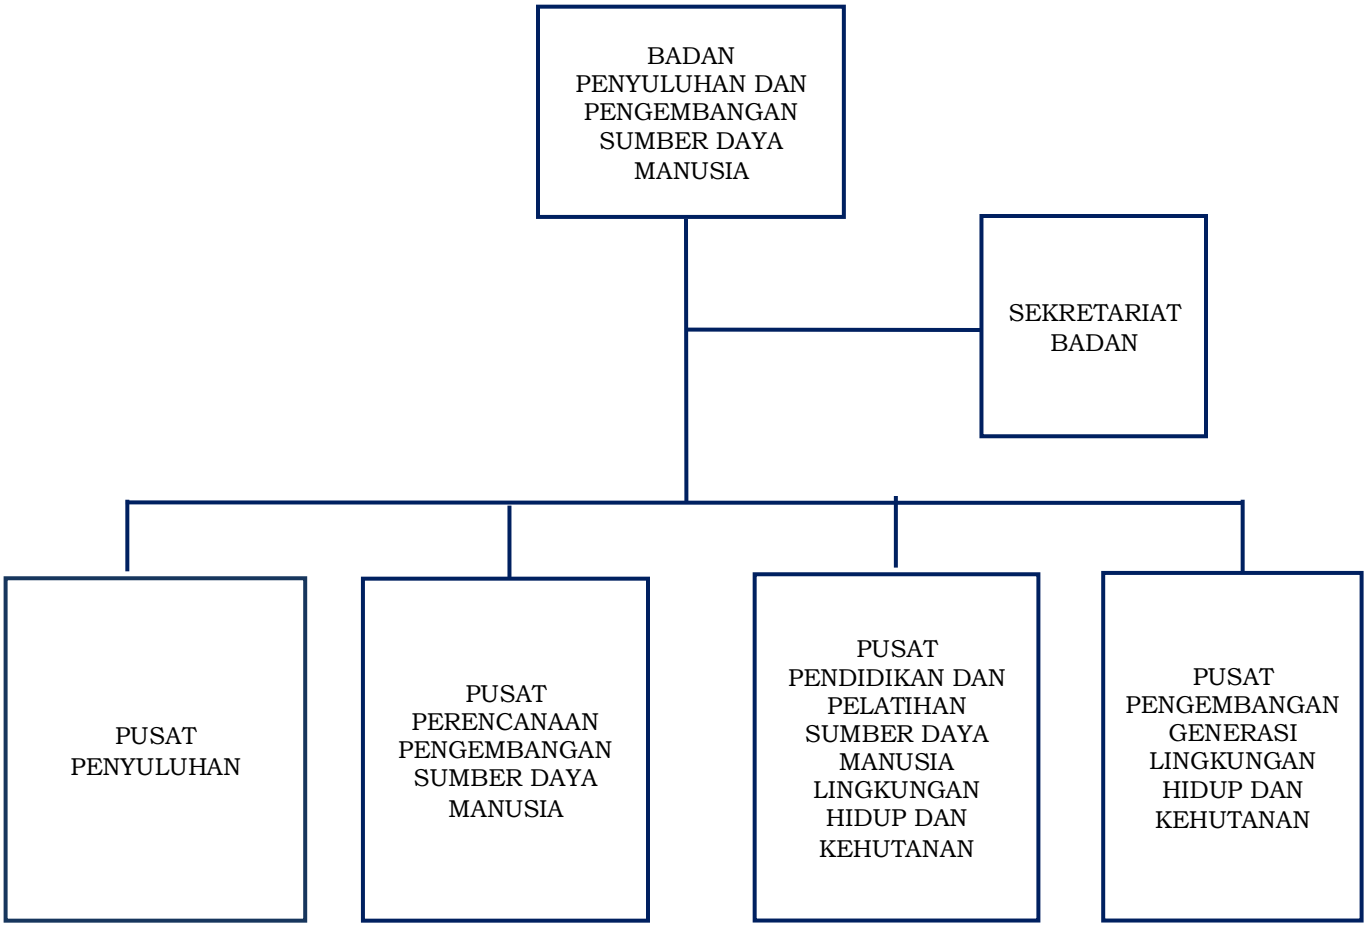 BADAN
PENYULUHAN DAN
PENGEMBANGAN
SUMBER DAYA
MANUSIA
SEKRETARIAT
BADAN
PUSAT
PENYULUHAN
PUSAT
PERENCANAAN
PENGEMBANGAN
SUMBER DAYA
MANUSIA
PUSAT
PENDIDIKAN DAN
PELATIHAN
SUMBER DAYA
MANUSIA
LINGKUNGAN
HIDUP DAN
KEHUTANAN
PUSAT
PENGEMBANGAN
GENERASI
LINGKUNGAN
HIDUP DAN
KEHUTANAN